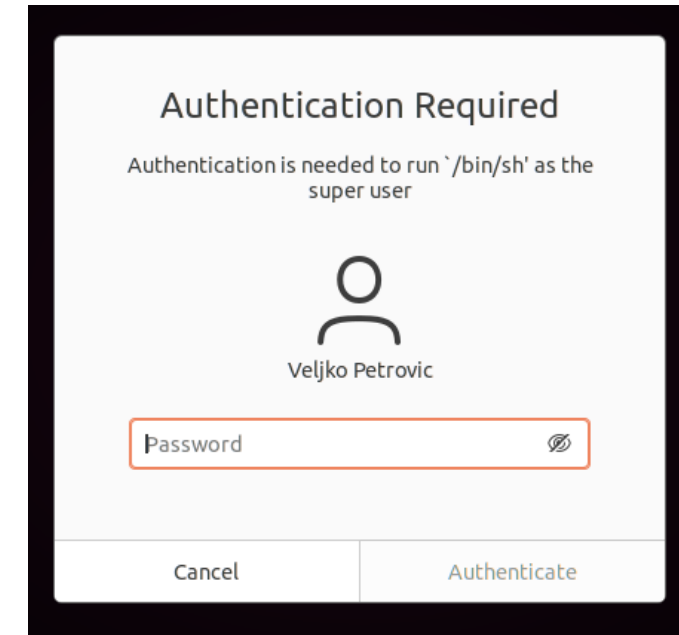 Authentication Required
Authentication is needed to run `/bin/sh' as the
super user
Veljko Petrovic
Password
Cancel
Authenticate